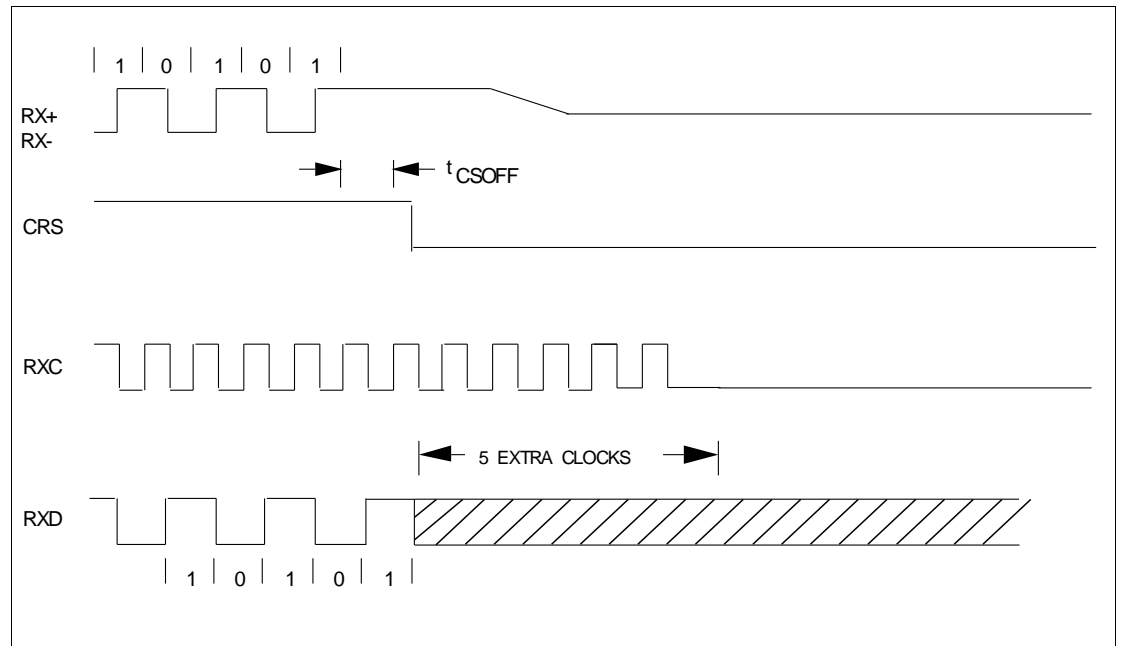 1 0 1 0 1
RX+
RX-
t CSOFF
CRS
RXC
5 EXTRA CLOCKS
RXD
1 0 1 0 1